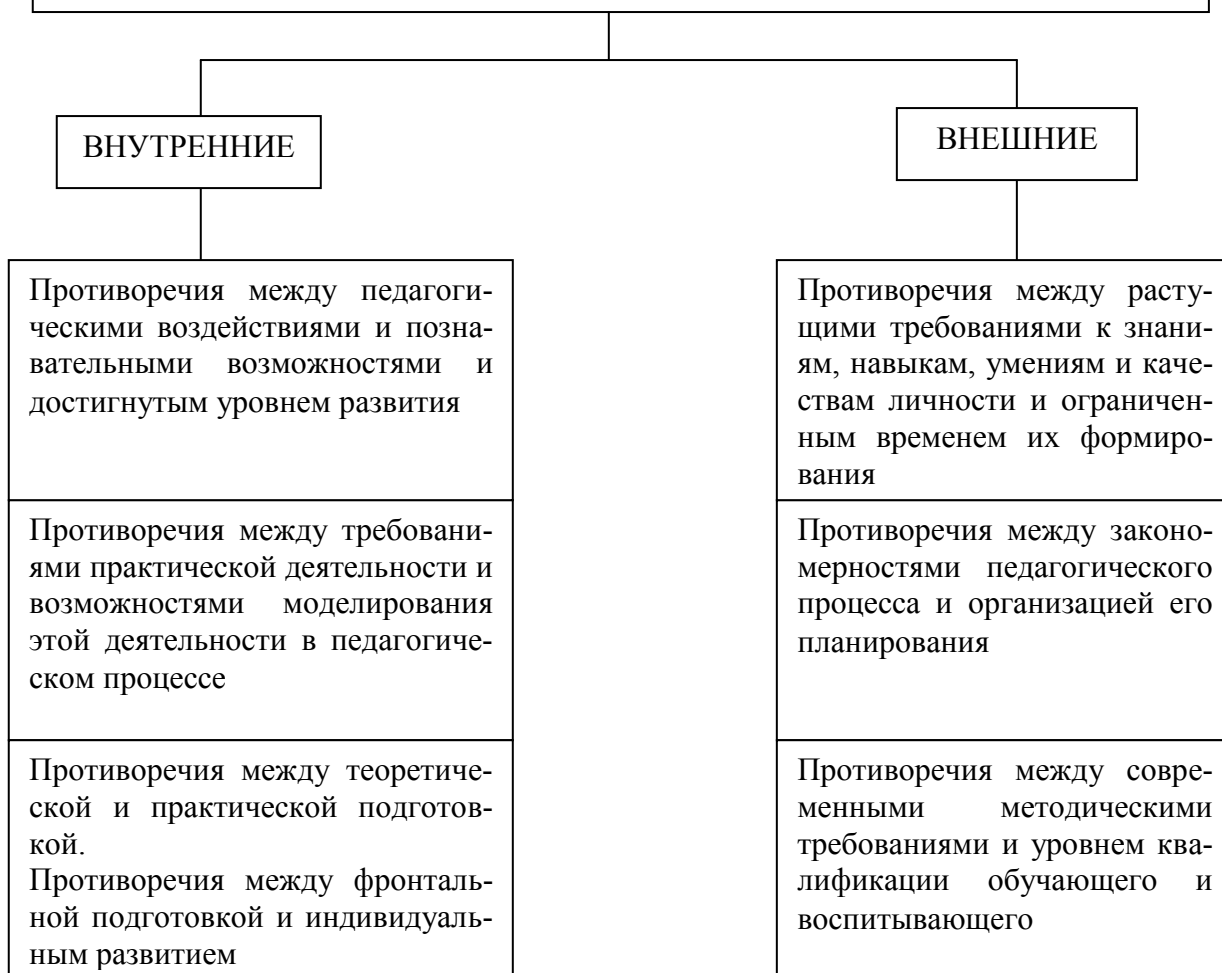 ВНУТРЕННИЕ
Противоречия между педагоги-
ческими воздействиями и позна-
вательными возможностями и
достигнутым уровнем развития
Противоречия между требовани-
ями практической деятельности и
возможностями моделирования
этой деятельности в педагогиче-
ском процессе
Противоречия между теоретиче-
ской и практической подготов-
кой.
Противоречия между фронталь-
ной подготовкой и индивидуаль-
ным развитием
ВНЕШНИЕ
Противоречия между расту-
щими требованиями к знани-
ям, навыкам, умениям и каче-
ствам личности и ограничен-
ным временем их формиро-
вания
Противоречия между законо-
мерностями педагогического
процесса и организацией его
планирования
Противоречия между совре-
менными методическими
требованиями и уровнем ква-
лификации обучающего и
воспитывающего